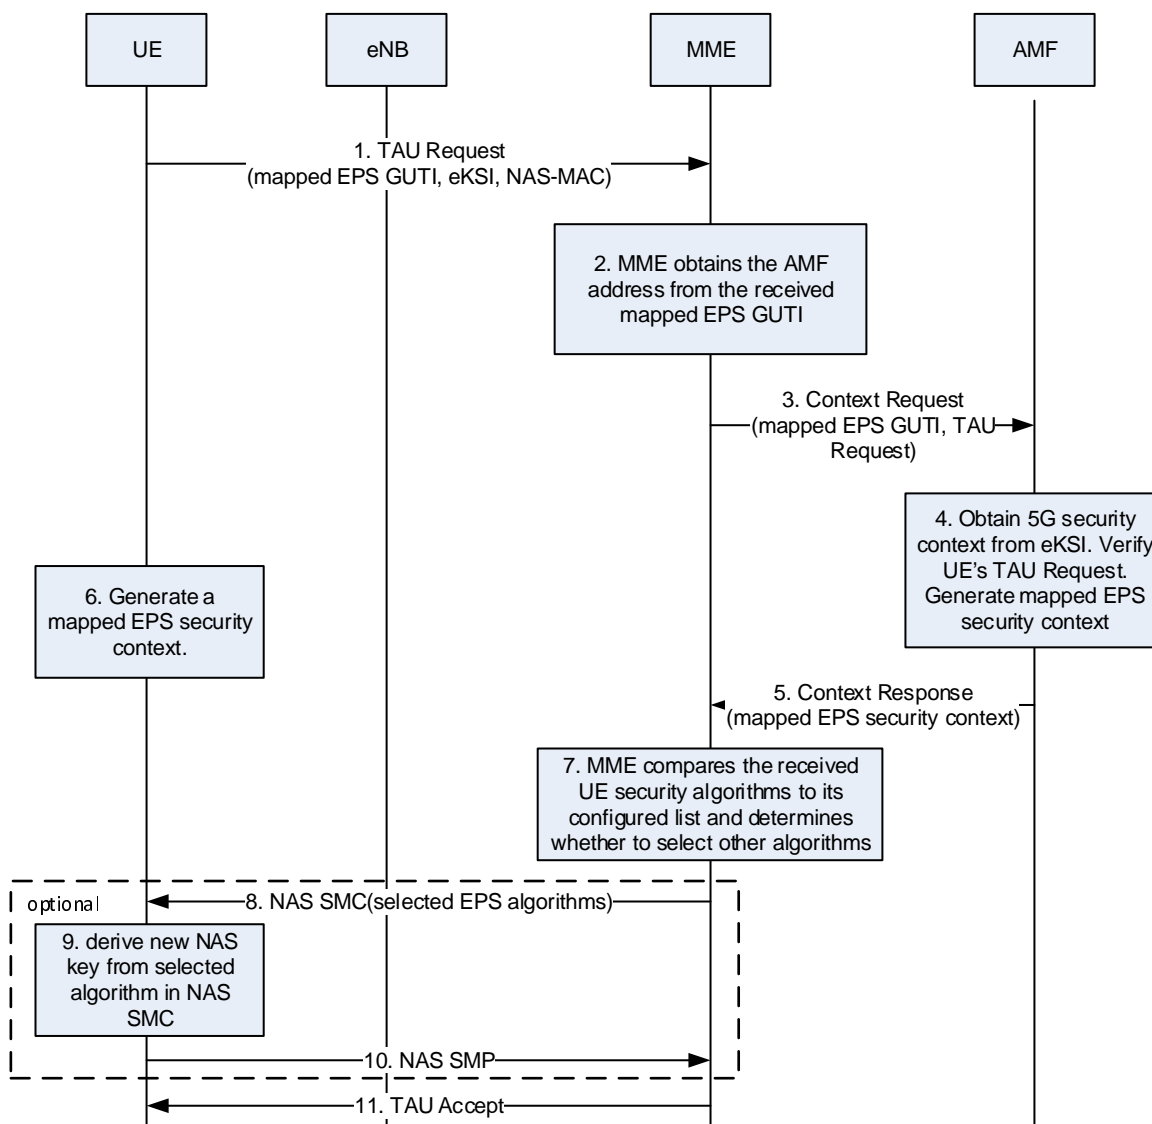 UE
eNB
MME
AMF
1. TAU Request
(mapped EPS GUTI, eKSI, NAS-MAC)
2. MME obtains the AMF
address from the received
mapped EPS GUTI
3. Context Request
(mapped EPS GUTI, TAU
Request)
4. Obtain 5G security
context from eKSI. Verify
UE's TAU Request.
Generate mapped EPS
security context
6. Generate a
mapped EPS security
context.
5. Context Response
(mapped EPS security context)
7. MME compares the received
UE security algorithms to its
configured list and determines
whether to select other algorithms
optional
8. NAS SMC(selected EPS algorithms)
9. derive new NAS
key from selected
algorithm in NAS
SMC
10. NAS SMP
11. TAU Accept